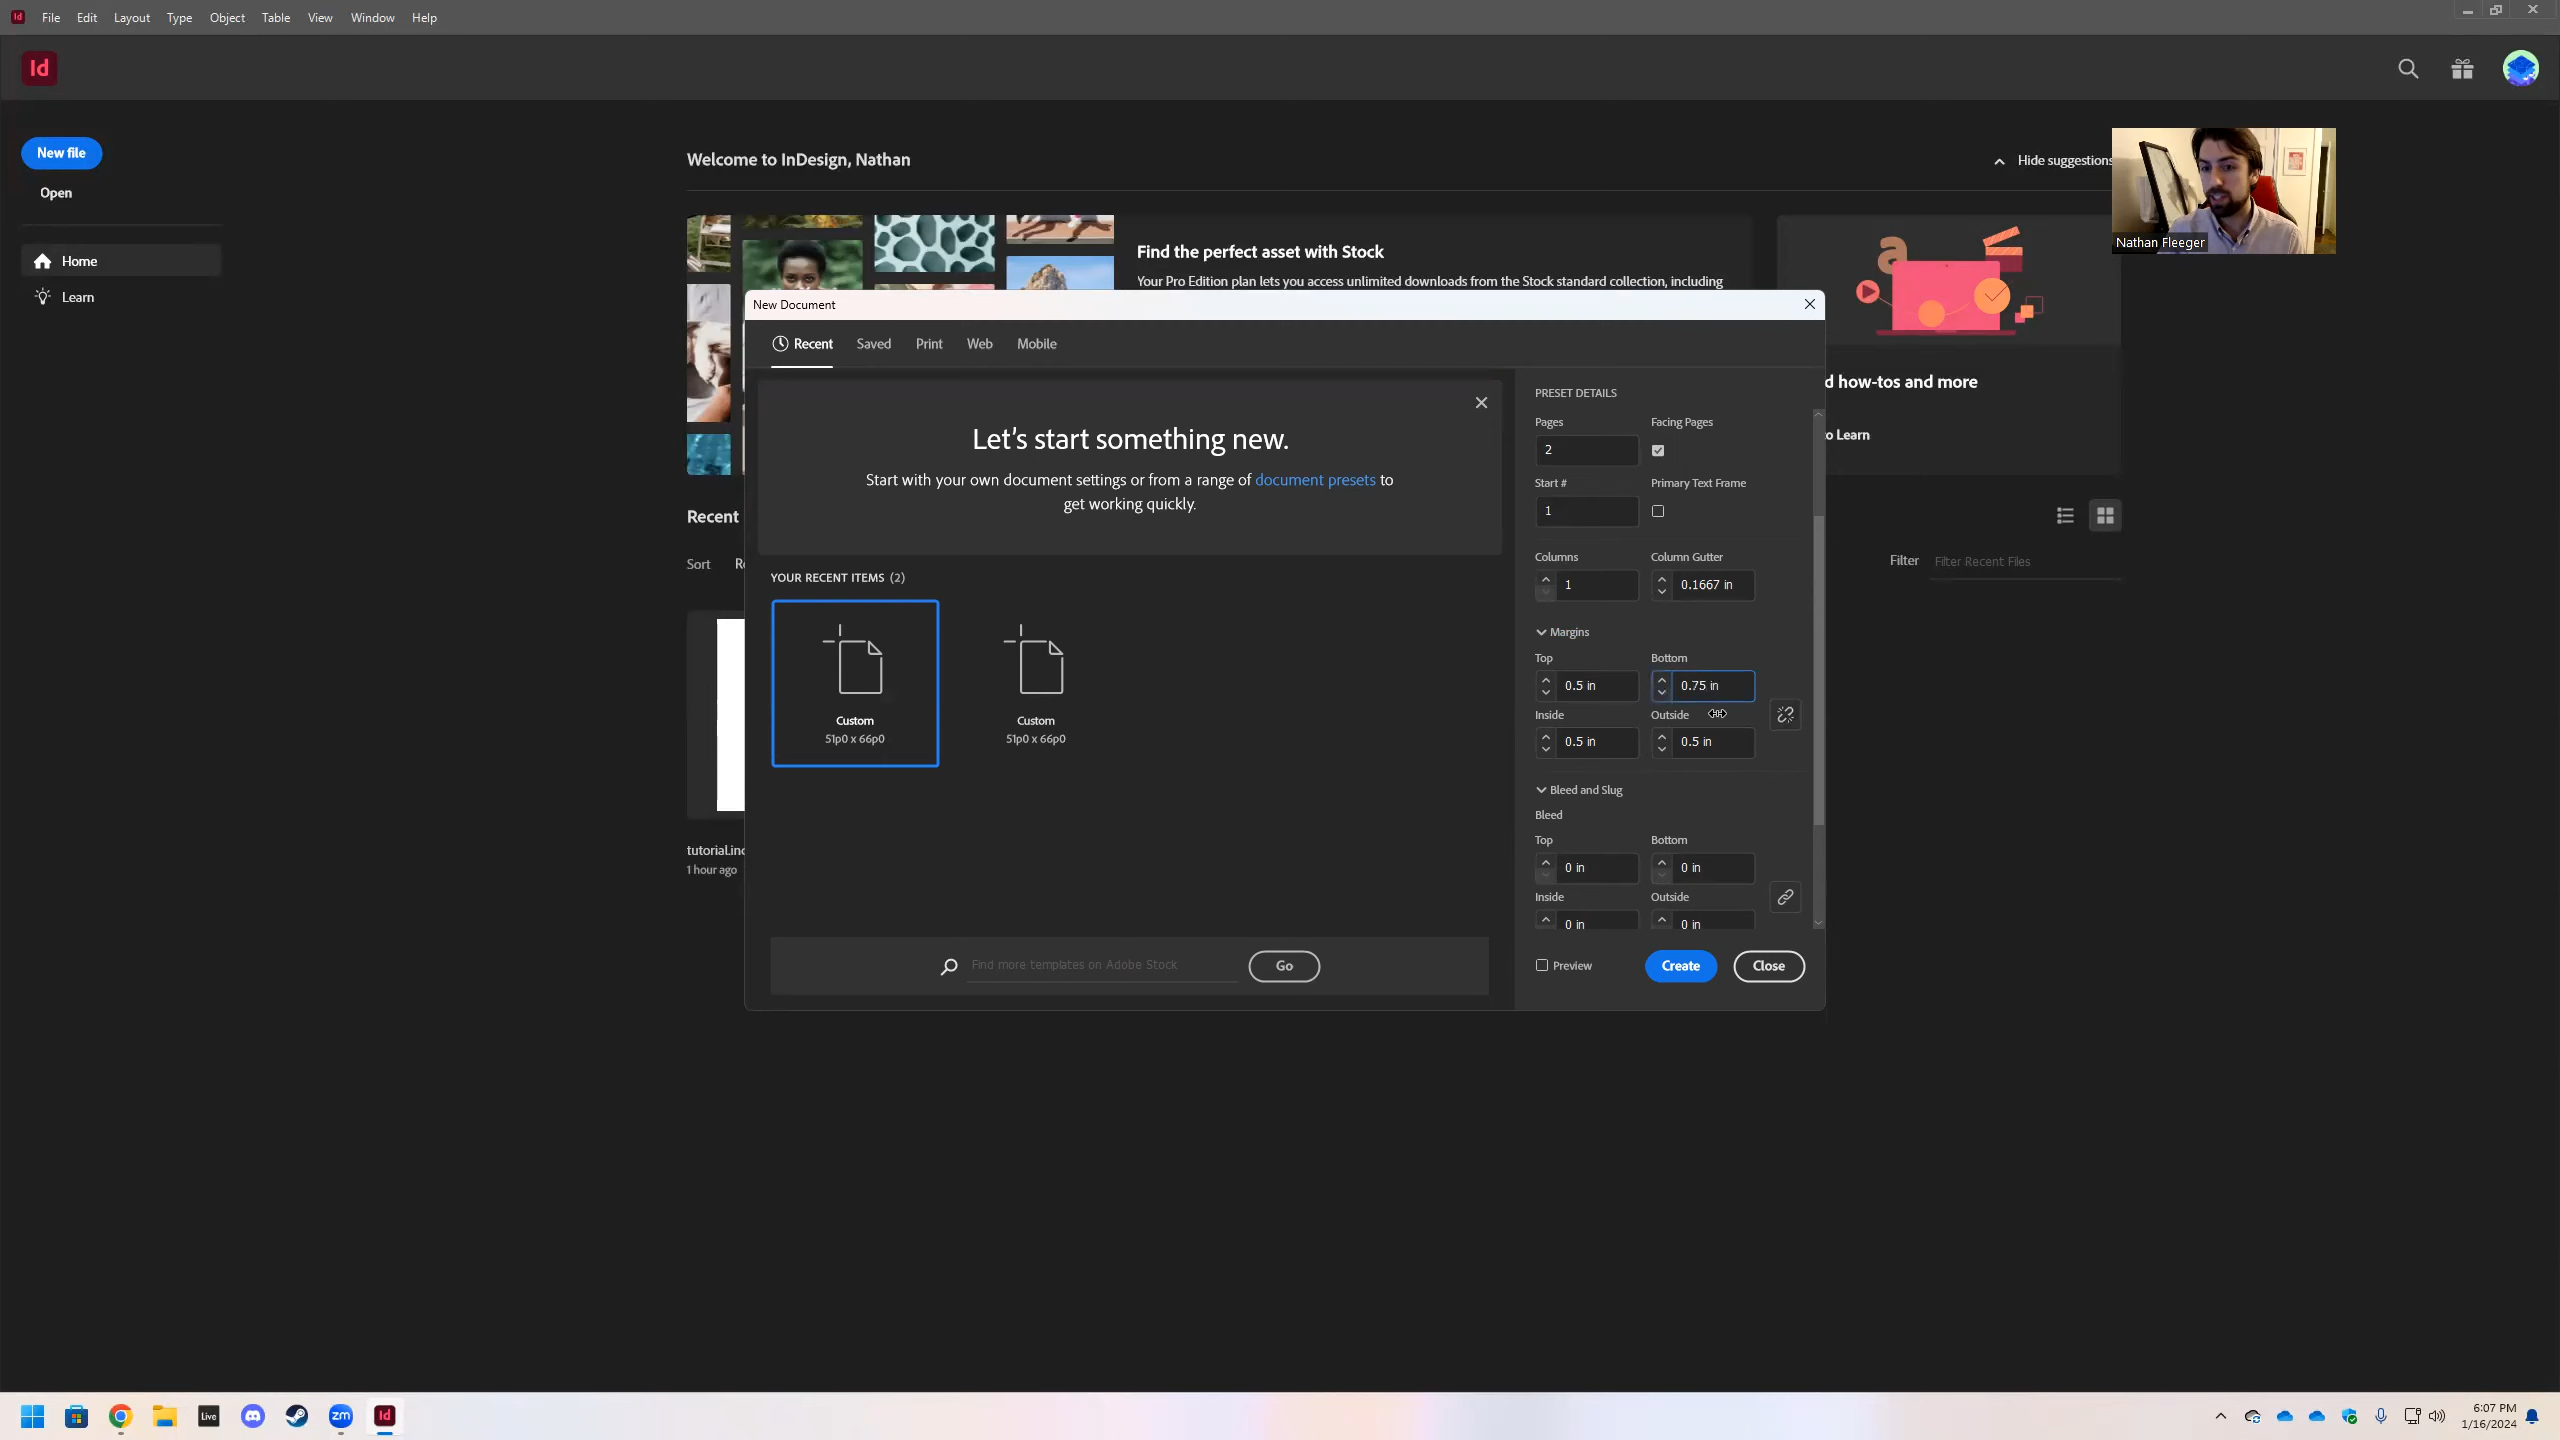 Id File Edit Layout Type Object Table View Window Help
Id
New file
Open
Home
Learn
Welcome to InDesign, Nathan
Hide suggestions
Find the perfect asset with Stock
Your Pro Edition plan lets you access unlimited downloads from the Stock standard collection, including
a
d how-tos and more
to Learn
Nathan Fleeger
Recent
Sort
Filter Filter Recent Files
tutorial.ind
1 hour ago
New Document
Recent Saved Print Web Mobile
Let's start something new.
Start with your own document settings or from a range of document presets to
get working quickly.
YOUR RECENT ITEMS (2)
Custom
51p0 x 66p0
Custom
51p0 x 66p0
Find more templates on Adobe Stock Go
PRESET DETAILS
Pages Facing Pages
2
Start # Primary Text Frame
1
Columns Column Gutter
1 0.1667 in
Margins
Top Bottom
0.5 in 0.75 in
Inside Outside
0.5 in 0.5 in
Bleed and Slug
Bleed
Top Bottom
0 in 0 in
Inside Outside
0 in 0 in
Preview Create Close
Live zm Id
6:07 PM
1/16/2024